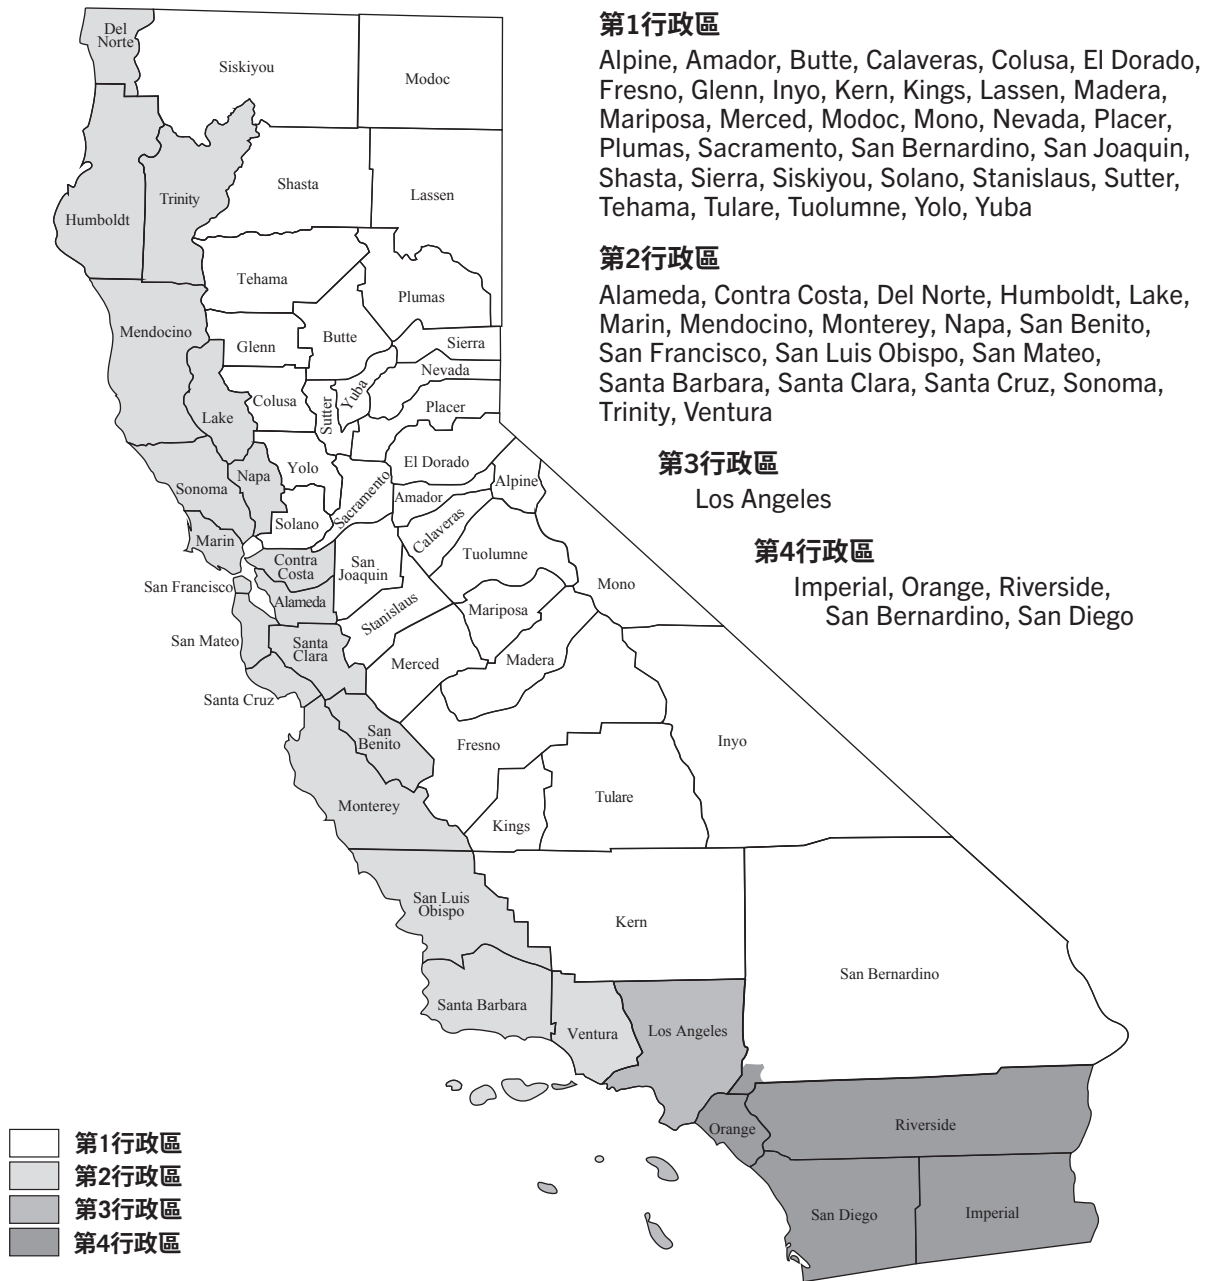 第1行政區
Alpine, Amador, Butte, Calaveras, Colusa, El Dorado,
Fresno, Glenn, Inyo, Kern, Kings, Lassen, Madera,
Mariposa, Merced, Modoc, Mono, Nevada, Placer,
Plumas, Sacramento, San Bernardino, San Joaquin,
Shasta, Sierra, Siskiyou, Solano, Stanislaus, Sutter,
Tehama, Tulare, Tuolumne, Yolo, Yuba
第2行政區
Alameda, Contra Costa, Del Norte, Humboldt, Lake,
Marin, Mendocino, Monterey, Napa, San Benito,
San Francisco, San Luis Obispo, San Mateo,
Santa Barbara, Santa Clara, Santa Cruz, Sonoma,
Trinity, Ventura
第3行政區
Los Angeles
第4行政區
Imperial, Orange, Riverside,
San Bernardino, San Diego
Del
Norte
Siskiyou
Modoc
Humboldt
Trinity
Shasta
Lassen
Tehama
Plumas
Mendocino
Glenn
Butte
Sierra
Nevada
Yuba
Sutter
Colusa
Lake
Placer
El Dorado
Yolo
Napa
Sonoma
Sacramento
Amador
Alpine
Solano
Calaveras
Marin
Contra
Costa
San
Joaquin
Tuolumne
Mono
San Francisco
Alameda
Stanislaus
Mariposa
San Mateo
Santa
Clara
Merced
Madera
Santa Cruz
San
Benito
Fresno
Inyo
Monterey
Kings
Tulare
San Luis
Obispo
Kern
San Bernardino
Santa Barbara
Ventura
Los Angeles
Orange
Riverside
San Diego
Imperial
第1行政區
第2行政區
第3行政區
第4行政區